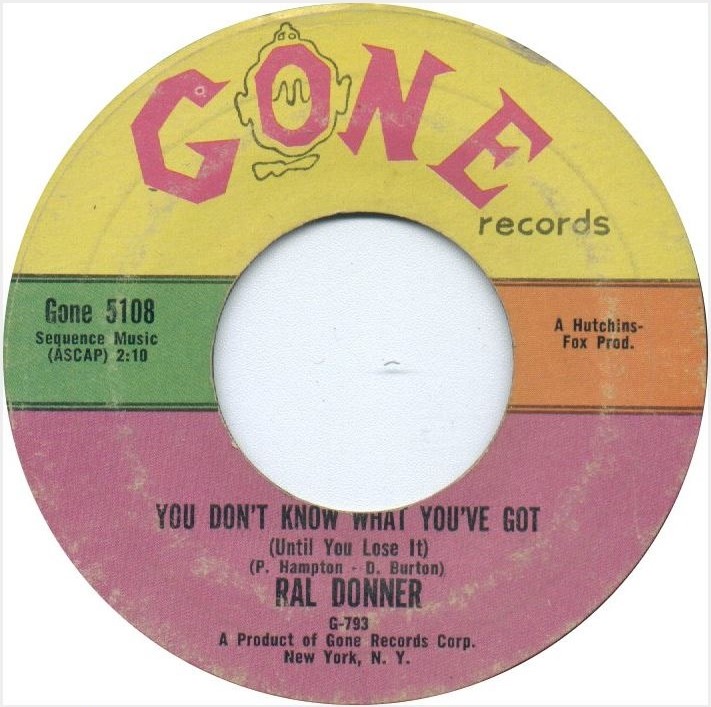 GONE
records
Gone 5108
Sequence Music
(ASCAP) 2:10
A Hutchins-
Fox Prod.
YOU DON'T KNOW WHAT YOU'VE GOT
(Until You Lose It)
(P. Hampton - D. Burton)
RAL DONNER
G-793
A Product of Gone Records Corp.
New York, N. Y.